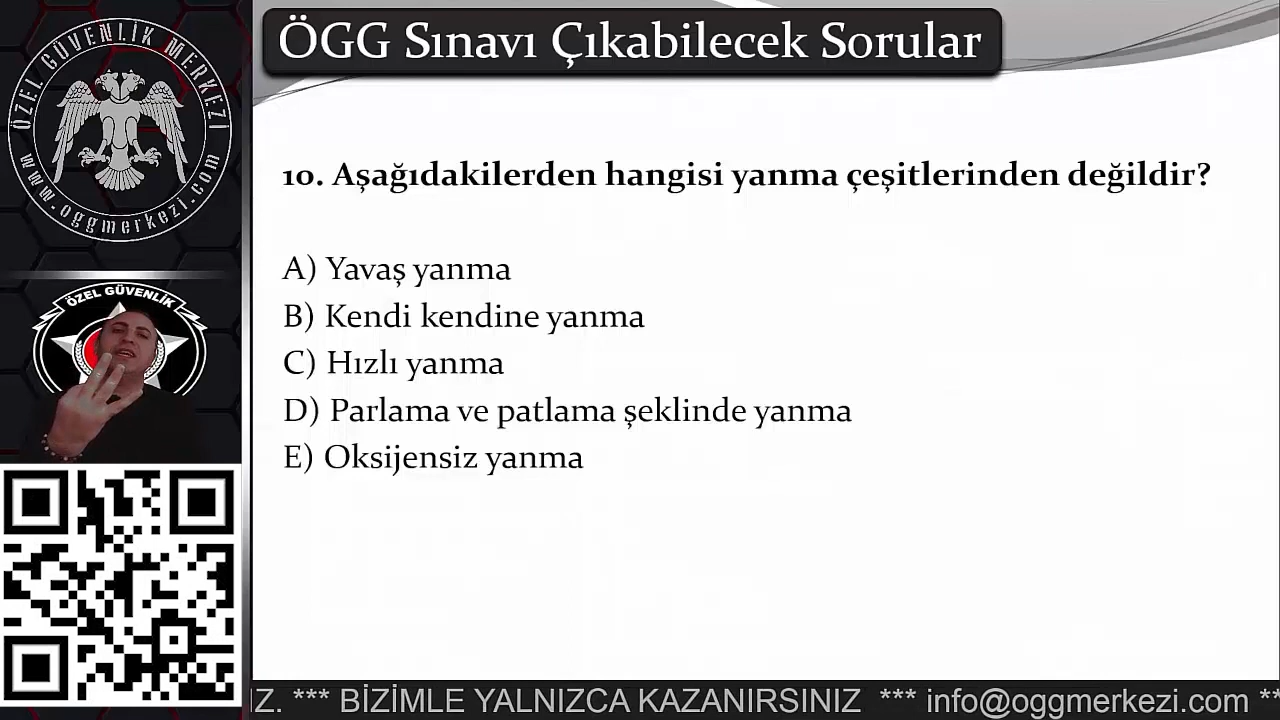 ÖZEL GÜVENLİK MERKEZİ
www.oggmerkezi.com
ÖZEL GÜVENLİK
ÖGG Sınavı Çıkabilecek Sorular
10. Aşağıdakilerden hangisi yanma çeşitlerinden değildir?
A) Yavaş yanma
B) Kendi kendine yanma
C) Hızlı yanma
D) Parlama ve patlama şeklinde yanma
E) Oksijensiz yanma
IZ. *** BİZİMLE YALNIZCA KAZANIRSINIZ *** info@oggmerkezi.com **